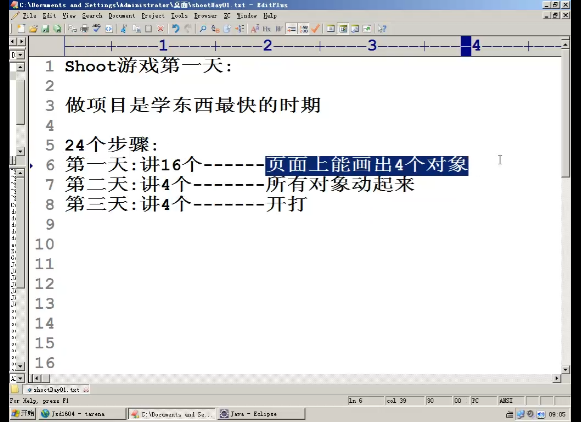 C:\Documents and Settings\Administrator\桌面\shootDay01.txt - EditPlus
File Edit View Search Document Project Tools Browser ZC Window Help
1 2 3 4
1 Shoot游戏第一天:
2
3 做项目是学东西最快的时期
4
5 24个步骤:
6 第一天:讲16个------页面上能画出4个对象
7 第二天:讲4个-------所有对象动起来
8 第三天:讲4个-------开打
9
10
11
12
13
14
15
16
shootDay01.txt
For Help, press F1 ln 6 col 39 30 00 PC ANSI
开始 Jsd1604 - tarena C:\Documents and Se... Java - Eclipse 09:05